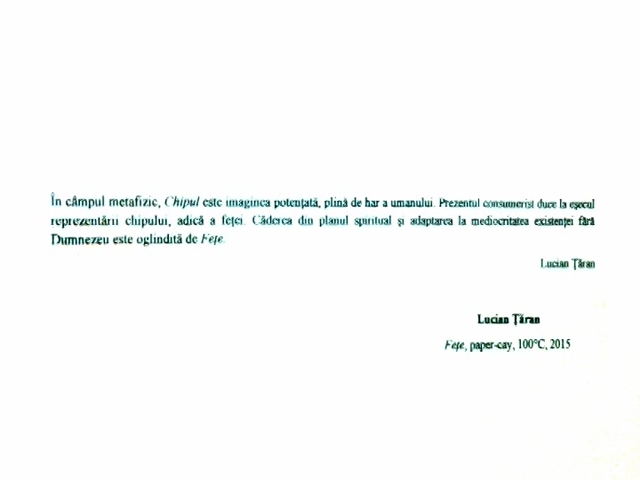 În câmpul metafizic, Chipul este imaginea potențată, plină de har a umanului. Prezentul consumerist duce la eșecul
reprezentării chipului, adică a feței. Căderea din planul spiritual și adaptarea la mediocritatea existenței fără
Dumnezeu este oglindită de Fețe.
Lucian Țăran
Lucian Țăran
Fețe, paper-cay, 100°C, 2015